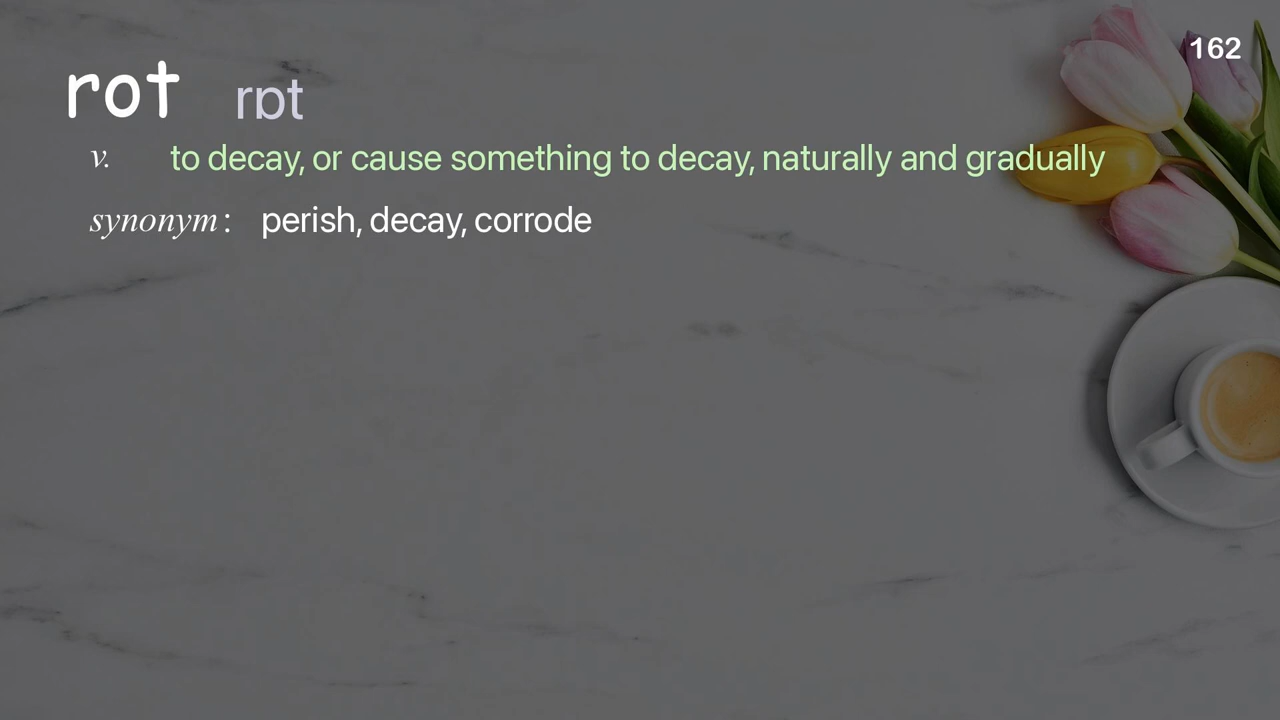 162
rot rɒt
v. to decay, or cause something to decay, naturally and gradually
synonym : perish, decay, corrode